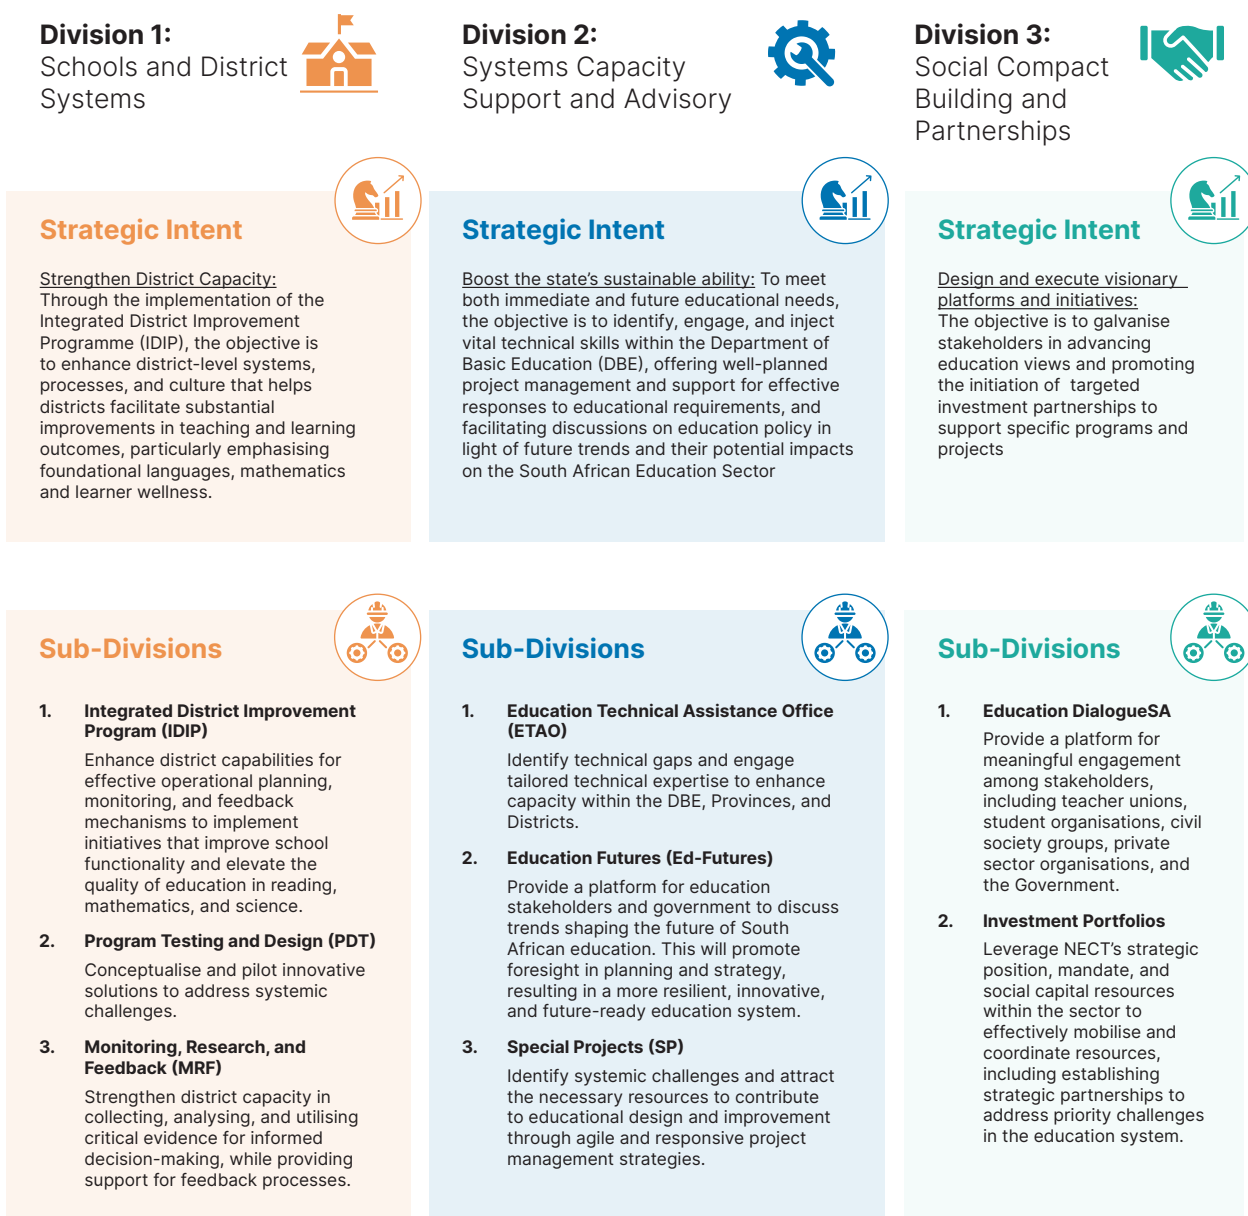 Division 1:
Schools and District
Systems
Division 2:
Systems Capacity
Support and Advisory
Division 3:
Social Compact
Building and
Partnerships
Strategic Intent
Strengthen District Capacity:
Through the implementation of the
Integrated District Improvement
Programme (IDIP), the objective is
to enhance district-level systems,
processes, and culture that helps
districts facilitate substantial
improvements in teaching and learning
outcomes, particularly emphasising
foundational languages, mathematics
and learner wellness.
Strategic Intent
Boost the state's sustainable ability: To meet
both immediate and future educational needs,
the objective is to identify, engage, and inject
vital technical skills within the Department of
Basic Education (DBE), offering well-planned
project management and support for effective
responses to educational requirements, and
facilitating discussions on education policy in
light of future trends and their potential impacts
on the South African Education Sector
Strategic Intent
Design and execute visionary
platforms and initiatives:
The objective is to galvanise
stakeholders in advancing
education views and promoting
the initiation of targeted
investment partnerships to
support specific programs and
projects
Sub-Divisions
1. Integrated District Improvement
Program (IDIP)
Enhance district capabilities for
effective operational planning,
monitoring, and feedback
mechanisms to implement
initiatives that improve school
functionality and elevate the
quality of education in reading,
mathematics, and science.
2. Program Testing and Design (PDT)
Conceptualise and pilot innovative
solutions to address systemic
challenges.
3. Monitoring, Research, and
Feedback (MRF)
Strengthen district capacity in
collecting, analysing, and utilising
critical evidence for informed
decision-making, while providing
support for feedback processes.
Sub-Divisions
1. Education Technical Assistance Office
(ETAO)
Identify technical gaps and engage
tailored technical expertise to enhance
capacity within the DBE, Provinces, and
Districts.
2. Education Futures (Ed-Futures)
Provide a platform for education
stakeholders and government to discuss
trends shaping the future of South
African education. This will promote
foresight in planning and strategy,
resulting in a more resilient, innovative,
and future-ready education system.
3. Special Projects (SP)
Identify systemic challenges and attract
the necessary resources to contribute
to educational design and improvement
through agile and responsive project
management strategies.
Sub-Divisions
1. Education DialogueSA
Provide a platform for
meaningful engagement
among stakeholders,
including teacher unions,
student organisations, civil
society groups, private
sector organisations, and
the Government.
2. Investment Portfolios
Leverage NECT's strategic
position, mandate, and
social capital resources
within the sector to
effectively mobilise and
coordinate resources,
including establishing
strategic partnerships to
address priority challenges
in the education system.